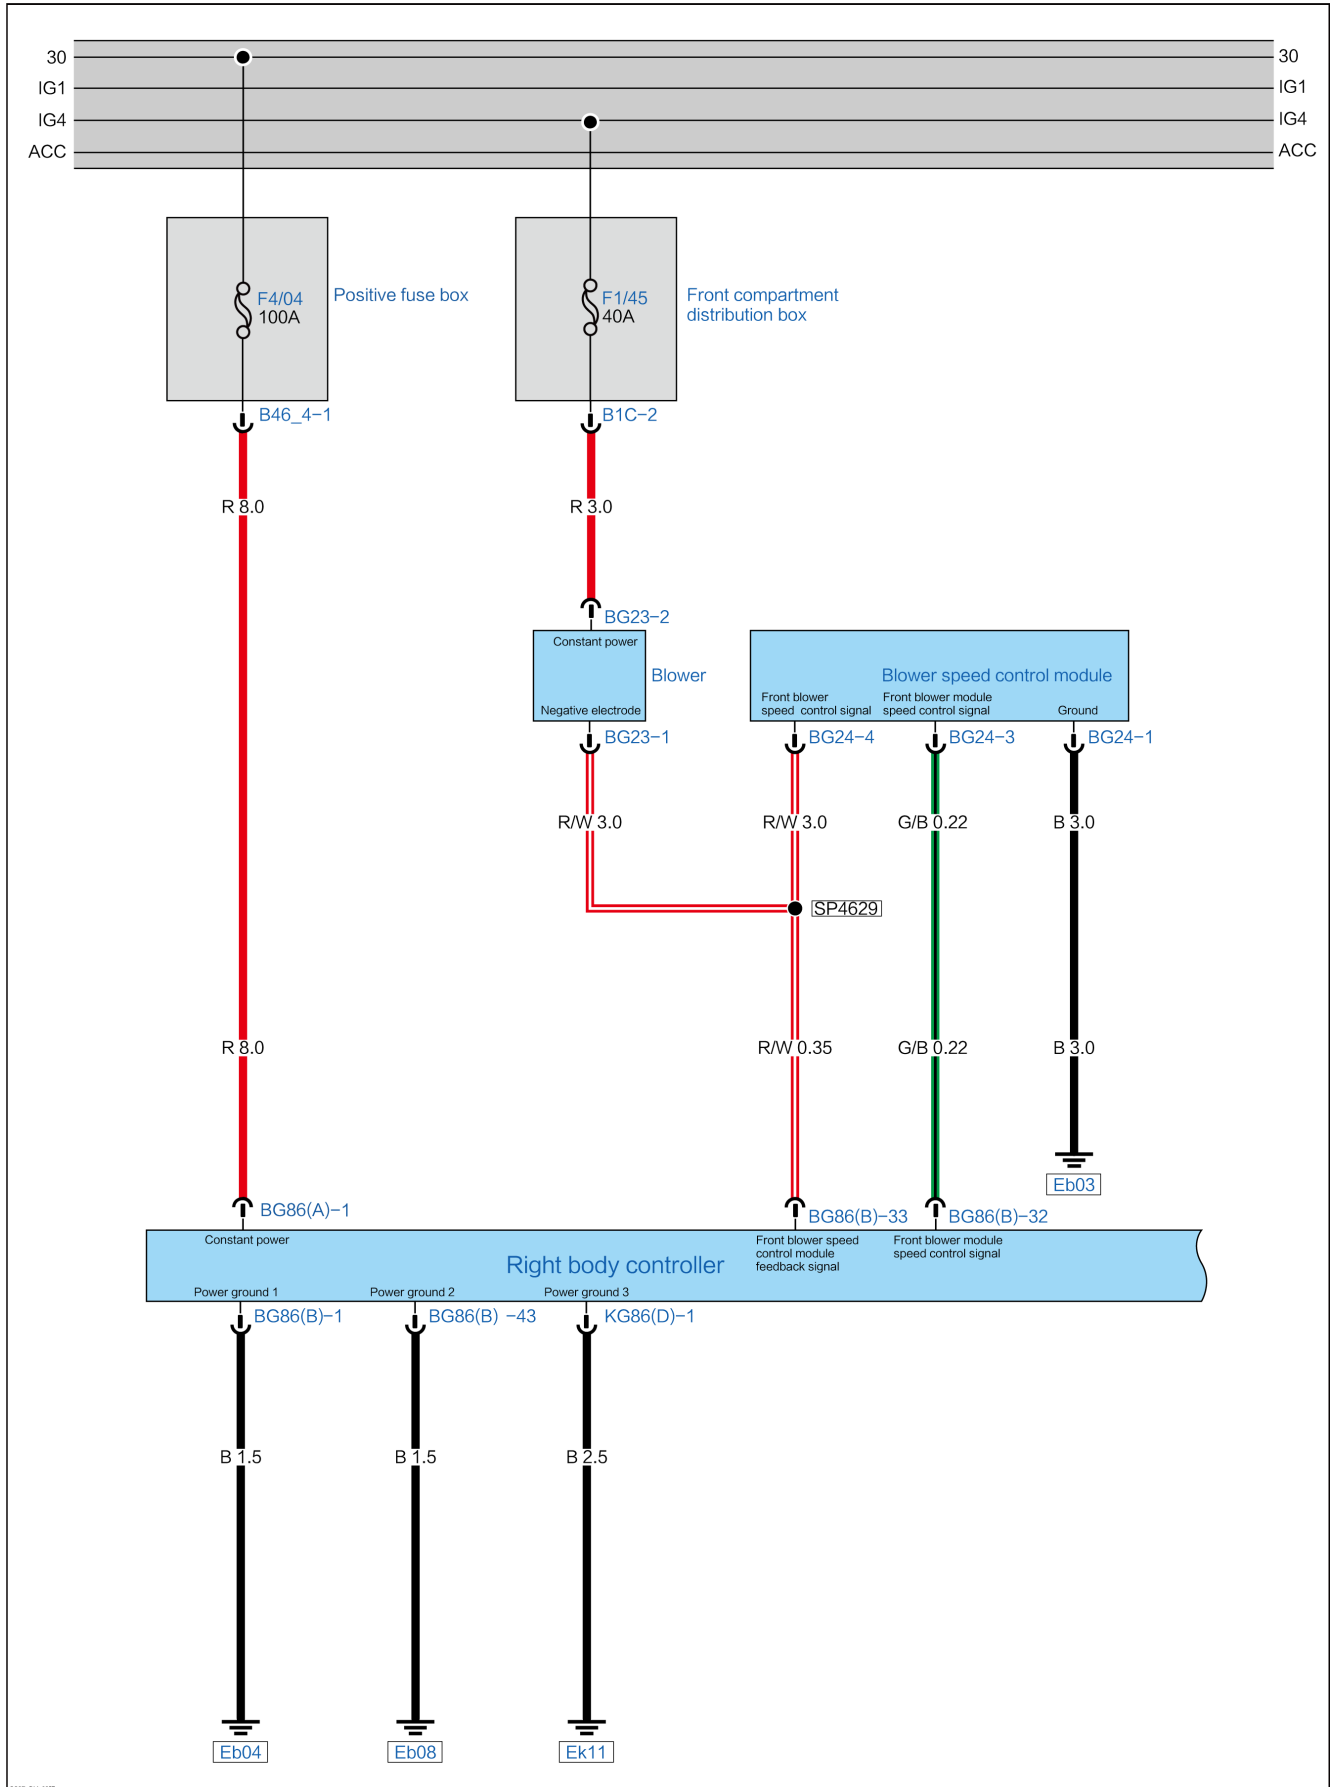 30 30
IG1 IG1
IG4 IG4
ACC ACC
F4/04
100A
Positive fuse box
F1/45
40A
Front compartment
distribution box
B46_4-1
B1C-2
R 8.0
R 3.0
BG23-2
Constant power
Blower
Negative electrode
Blower speed control module
Front blower
speed control signal
Front blower module
speed control signal
Ground
BG23-1
BG24-4
BG24-3
BG24-1
R/W 3.0
R/W 3.0
G/B 0.22
B 3.0
SP4629
R 8.0
R/W 0.35
G/B 0.22
B 3.0
Eb03
BG86(A)-1
BG86(B)-33
BG86(B)-32
Constant power
Right body controller
Front blower speed
control module
feedback signal
Front blower module
speed control signal
Power ground 1
Power ground 2
Power ground 3
BG86(B)-1
BG86(B) -43
KG86(D)-1
B 1.5
B 1.5
B 2.5
Eb04
Eb08
Ek11